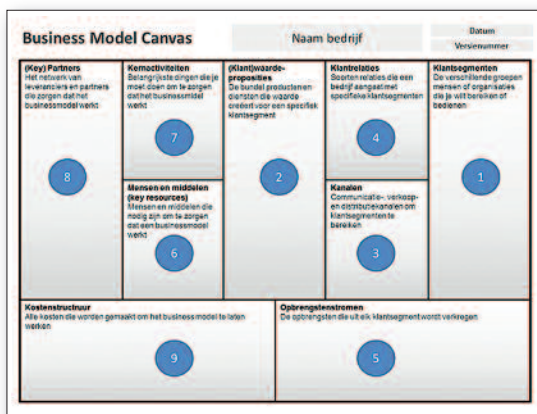 Business Model Canvas
Naam bedrijf
Datum
Versienummer
(Key) Partners
Het netwerk van
leveranciers en partners
die zorgen dat het
businessmodel werkt
8
Kernactiviteiten
Belangrijkste dingen die je
moet doen om te zorgen
dat het businessmodel
werkt
7
Mensen en middelen
(key resources)
Mensen en middelen die
nodig zijn om te zorgen
dat een businessmodel
werkt
6
(Klant)waarde-
proposities
De bundel producten en
diensten die waarde
creëert voor een specifiek
klantsegment
2
Klantrelaties
Soorten relaties die een
bedrijf aangaat met
specifieke klantsegmenten
4
Kanalen
Communicatie-, verkoop-
en distributiekanalen om
klantsegmenten te
bereiken
3
Klantsegmenten
De verschillende groepen
mensen of organisaties
die je wilt bereiken of
bedienen
1
Kostenstructuur
Alle kosten die worden gemaakt om het business model te laten
werken
9
Opbrengstenstromen
De opbrengsten die uit elk klantsegment wordt verkregen
5